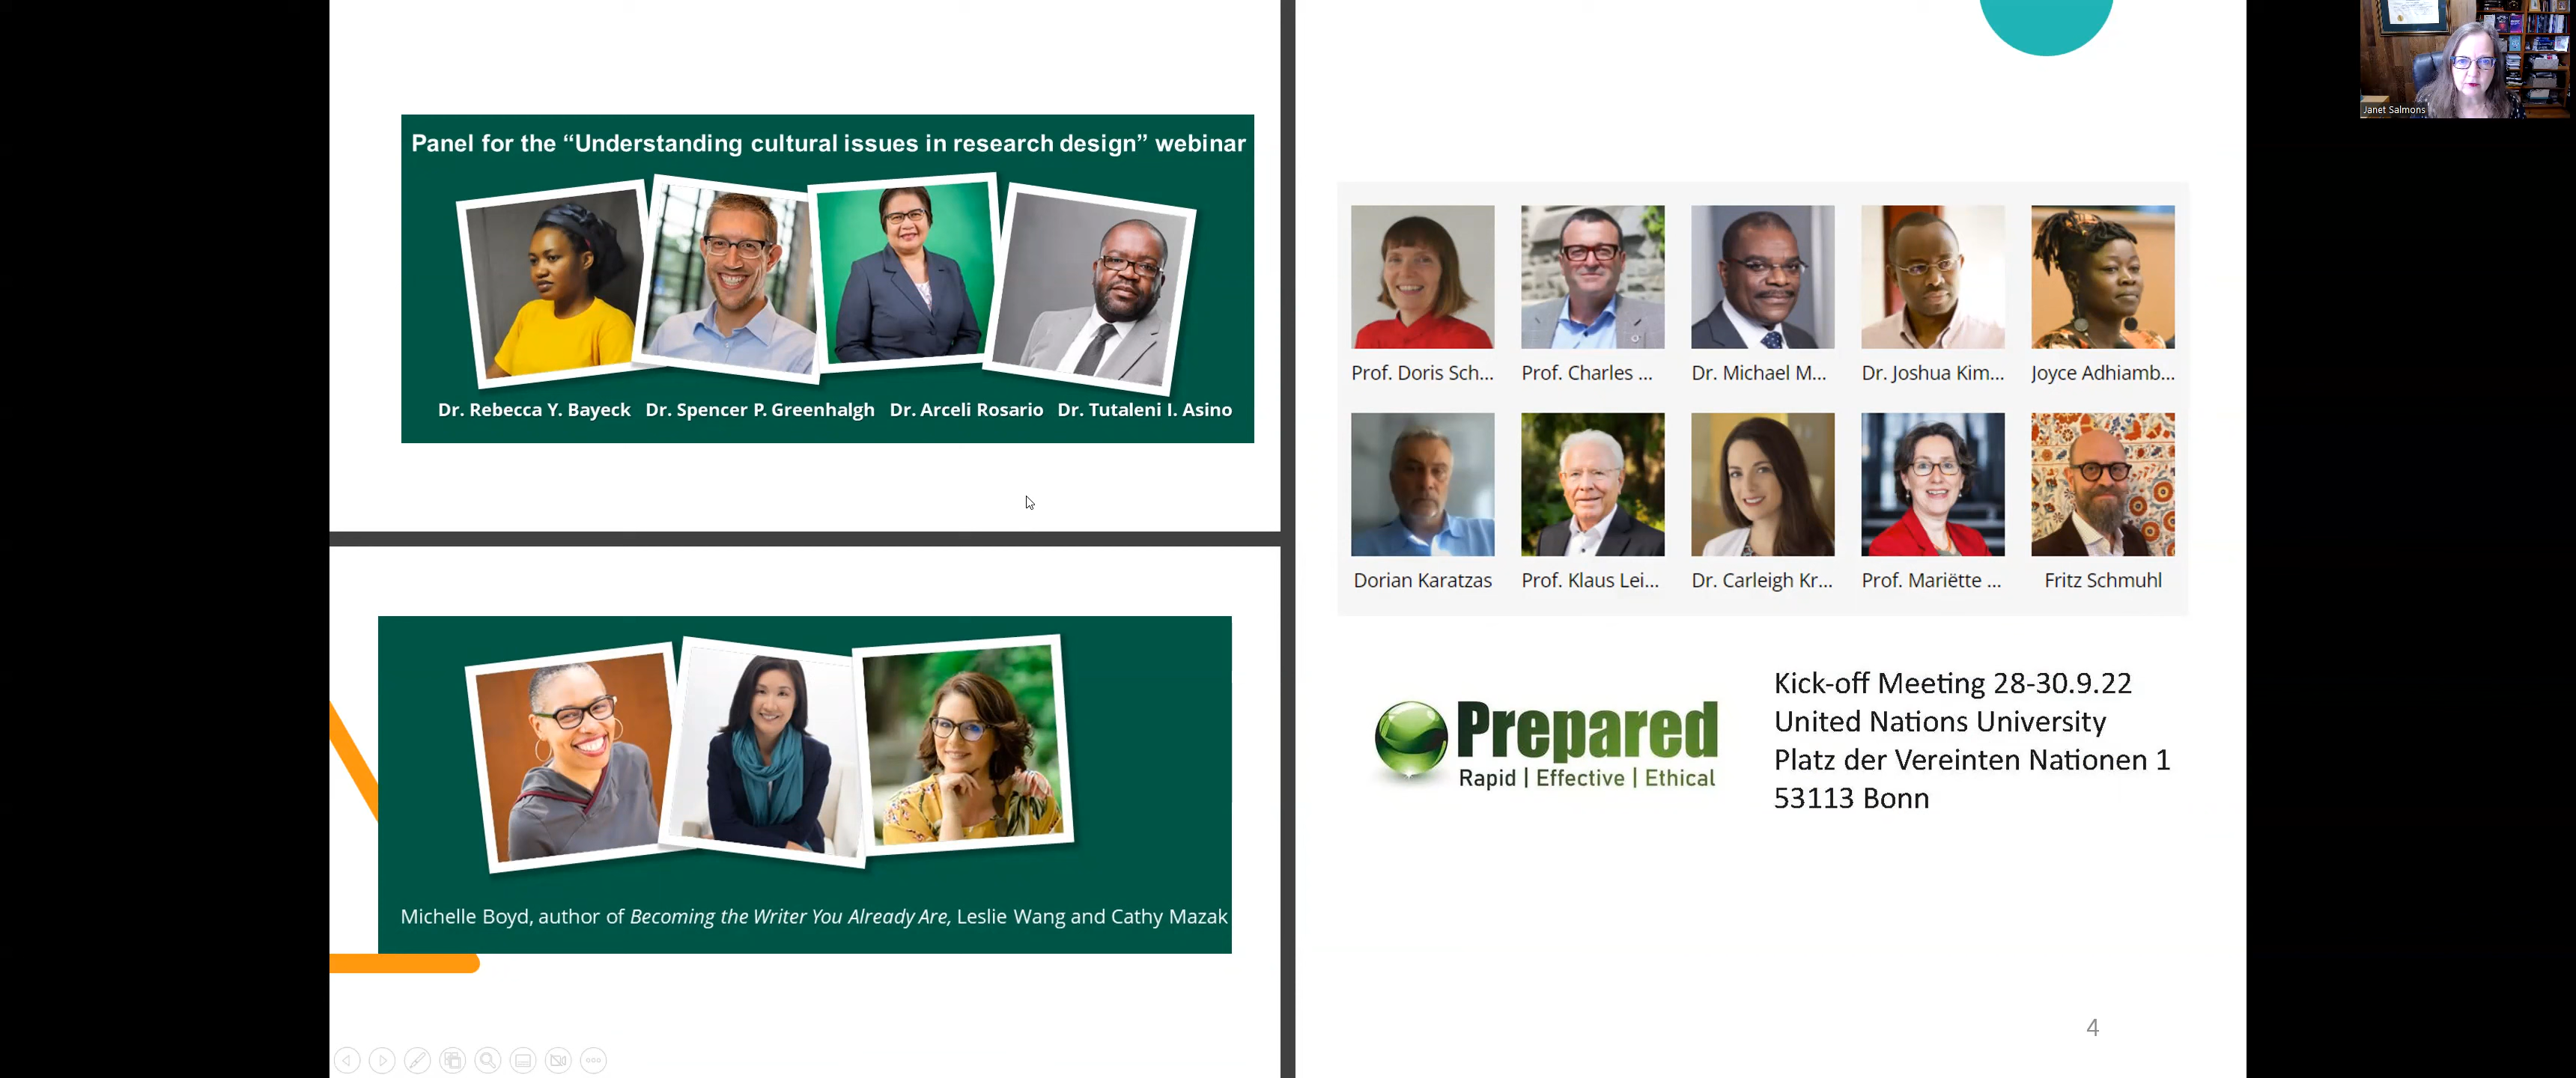 Panel for the “Understanding cultural issues in research design” webinar
Dr. Rebecca Y. Bayeck Dr. Spencer P. Greenhalgh Dr. Arceli Rosario Dr. Tutaleni I. Asino
Michelle Boyd, author of Becoming the Writer You Already Are, Leslie Wang and Cathy Mazak
Prof. Doris Sch... Prof. Charles ... Dr. Michael M... Dr. Joshua Kim... Joyce Adhiamb...
Dorian Karatzas Prof. Klaus Lei... Dr. Carleigh Kr... Prof. Mariëtte ... Fritz Schmuhl
Prepared
Rapid | Effective | Ethical
Kick-off Meeting 28-30.9.22
United Nations University
Platz der Vereinten Nationen 1
53113 Bonn
4
Janet Salmons